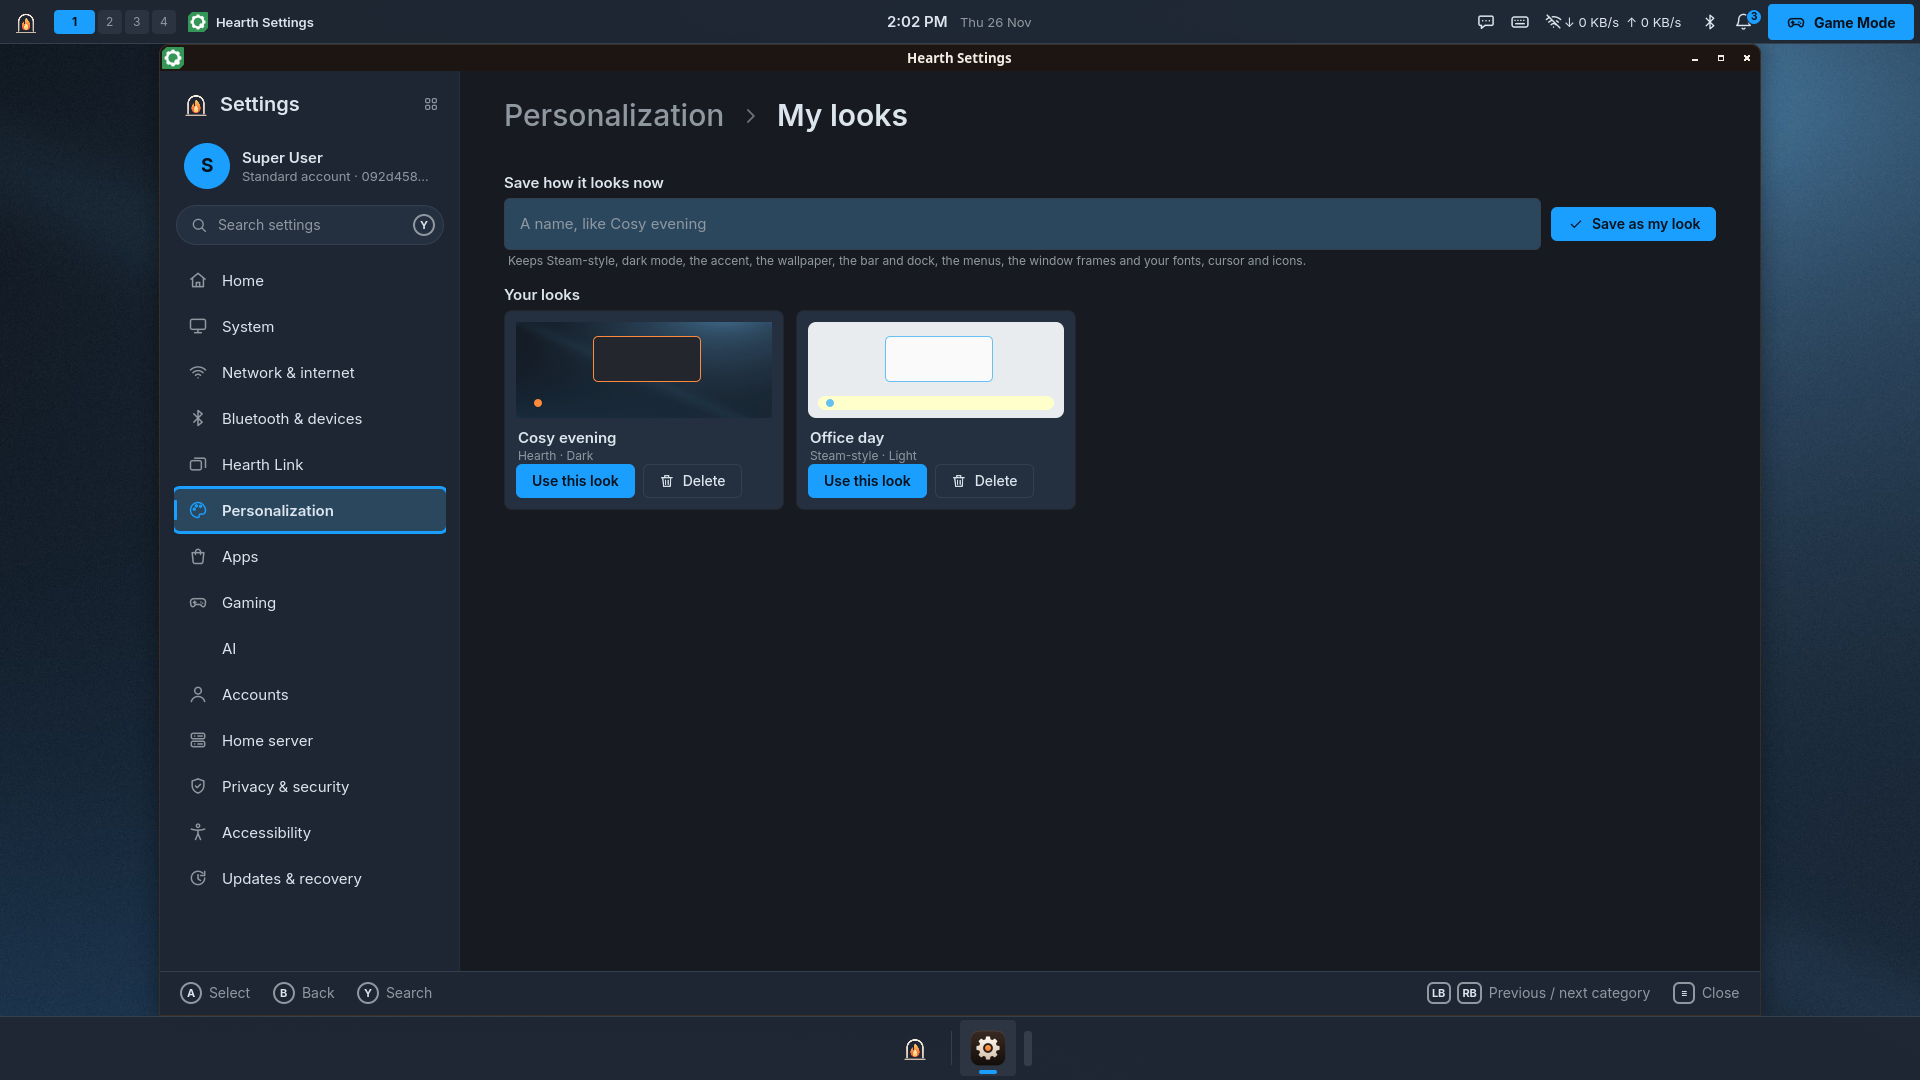 1 2 3 4 Hearth Settings 2:02 PM Thu 26 Nov 0 KB/s 0 KB/s 3 Game Mode
Hearth Settings
Settings
S
Super User
Standard account · 092d458...
Search settings Y
Home
System
Network & internet
Bluetooth & devices
Hearth Link
Personalization
Apps
Gaming
AI
Accounts
Home server
Privacy & security
Accessibility
Updates & recovery
Personalization > My looks
Save how it looks now
A name, like Cosy evening
Save as my look
Keeps Steam-style, dark mode, the accent, the wallpaper, the bar and dock, the menus, the window frames and your fonts, cursor and icons.
Your looks
Cosy evening
Hearth · Dark
Use this look Delete
Office day
Steam-style · Light
Use this look Delete
A Select B Back Y Search LB RB Previous / next category Close